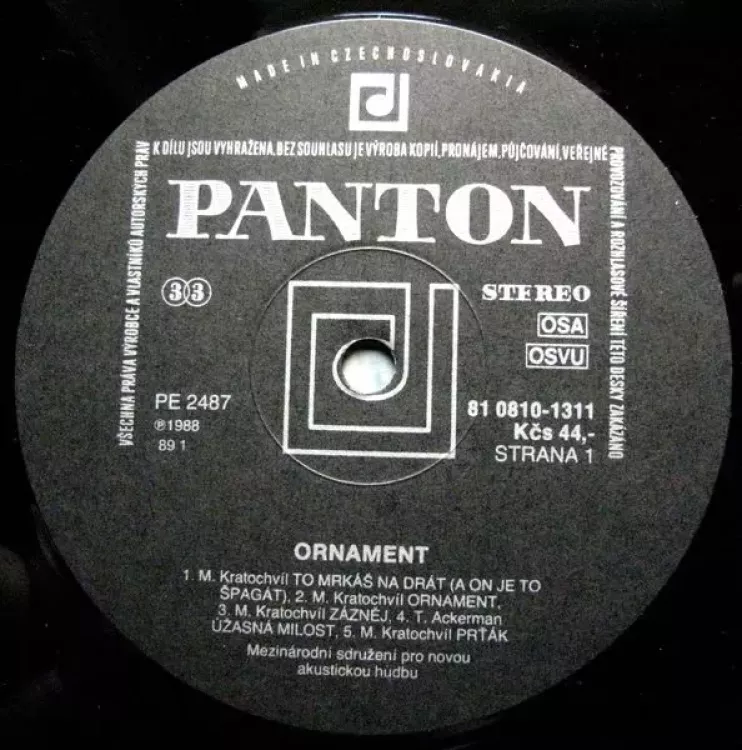 MADE IN CZECHOSLOVAKIA
VŠECHNA PRÁVA VÝROBCE A VLASTNÍKŮ AUTORSKÝCH PRÁV
K DÍLU JSOU VYHRAŽENA. BEZ SOUHLASU JE VÝROBA KOPIÍ, PRONÁJEM, PŮJČOVÁNÍ, VEŘEJNÉ
PROVOZOVÁNÍ A ROZHLASOVÉ ŠÍŘENÍ TÉTO DESKY ZAKÁZÁNO
PANTON
33
STEREO
OSA
OSVU
PE 2487
℗1988
89 1
81 0810-1311
Kčs 44,-
STRANA 1
ORNAMENT
1. M. Kratochvíl TO MRKÁŠ NA DRÁT (A ON JE TO
ŠPAGÁT), 2. M. Kratochvíl ORNAMENT,
3. M. Kratochvíl ZÁZNĚJ, 4. T. Ackerman
ÚŽASNÁ MILOST, 5. M. Kratochvíl PRŤÁK
Mezinárodní sdružení pro novou
akustickou hudbu